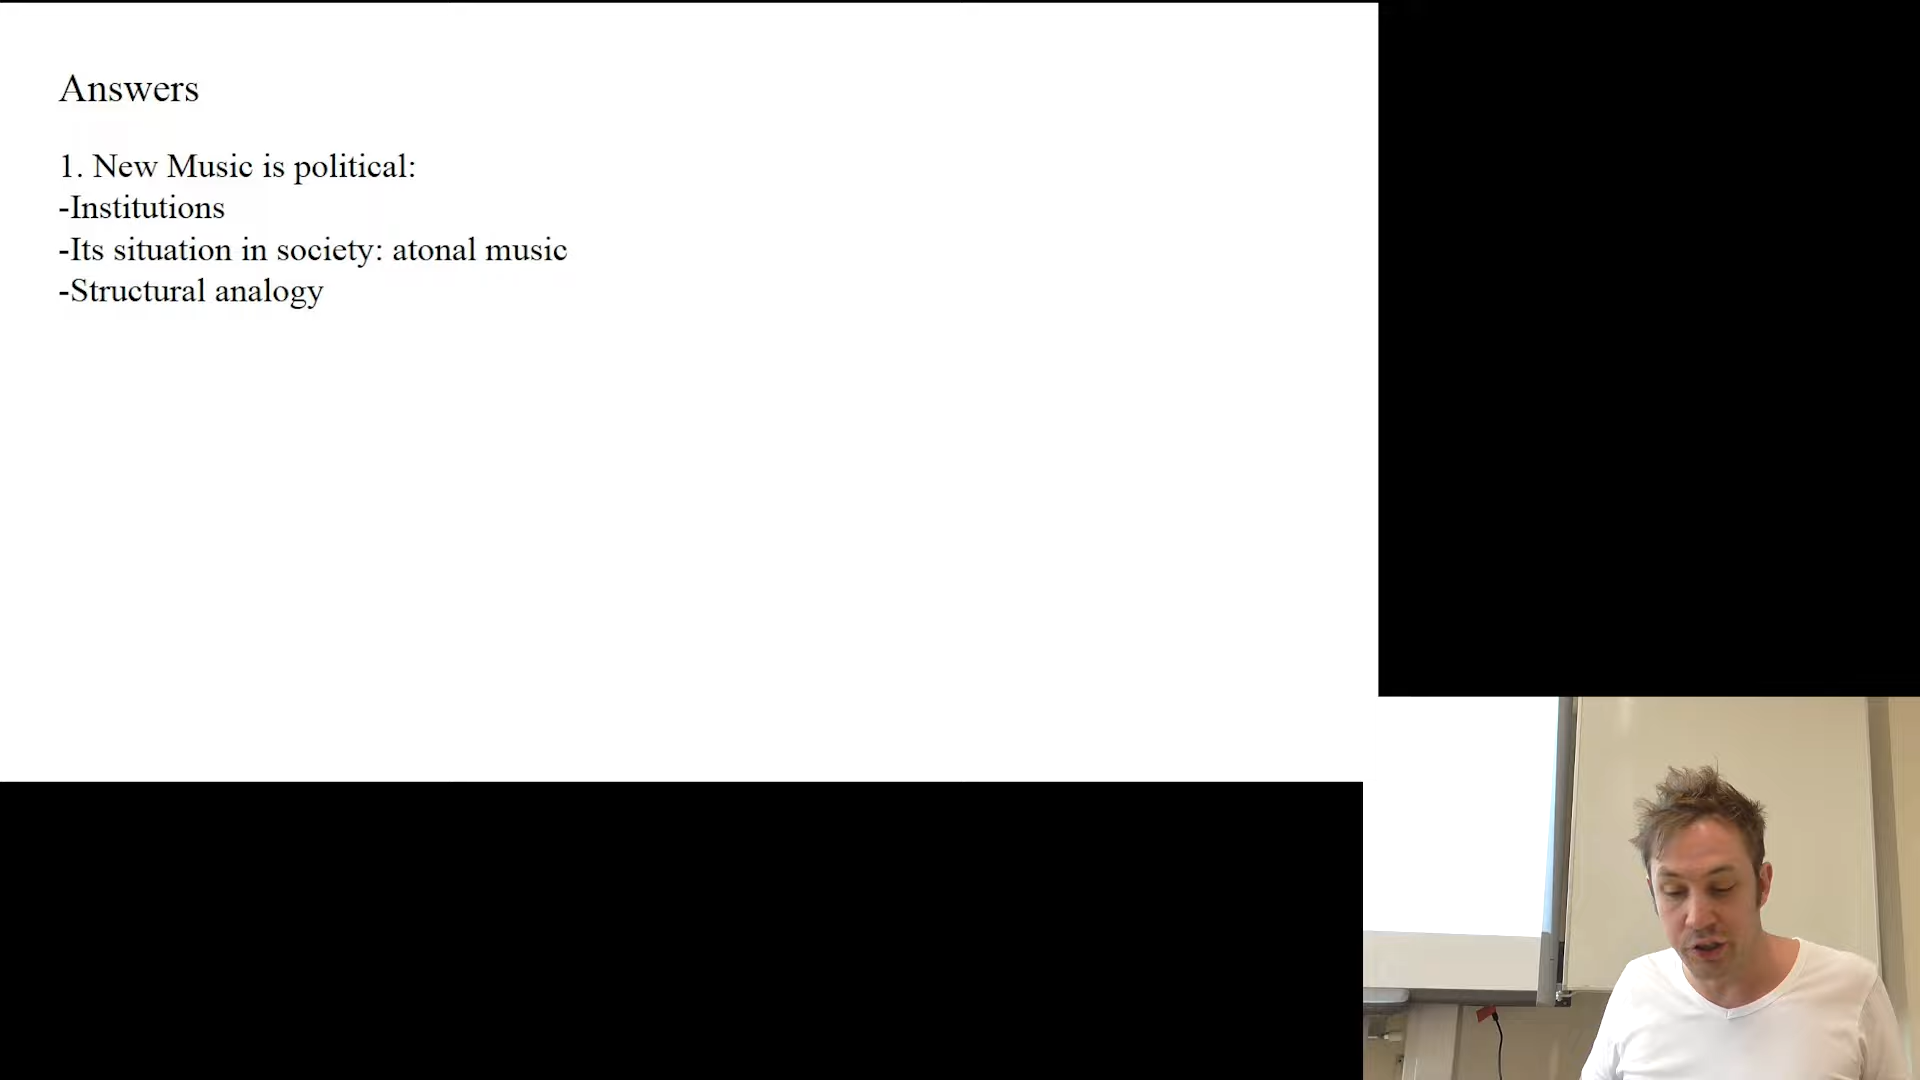 Answers
1. New Music is political:
-Institutions
-Its situation in society: atonal music
-Structural analogy